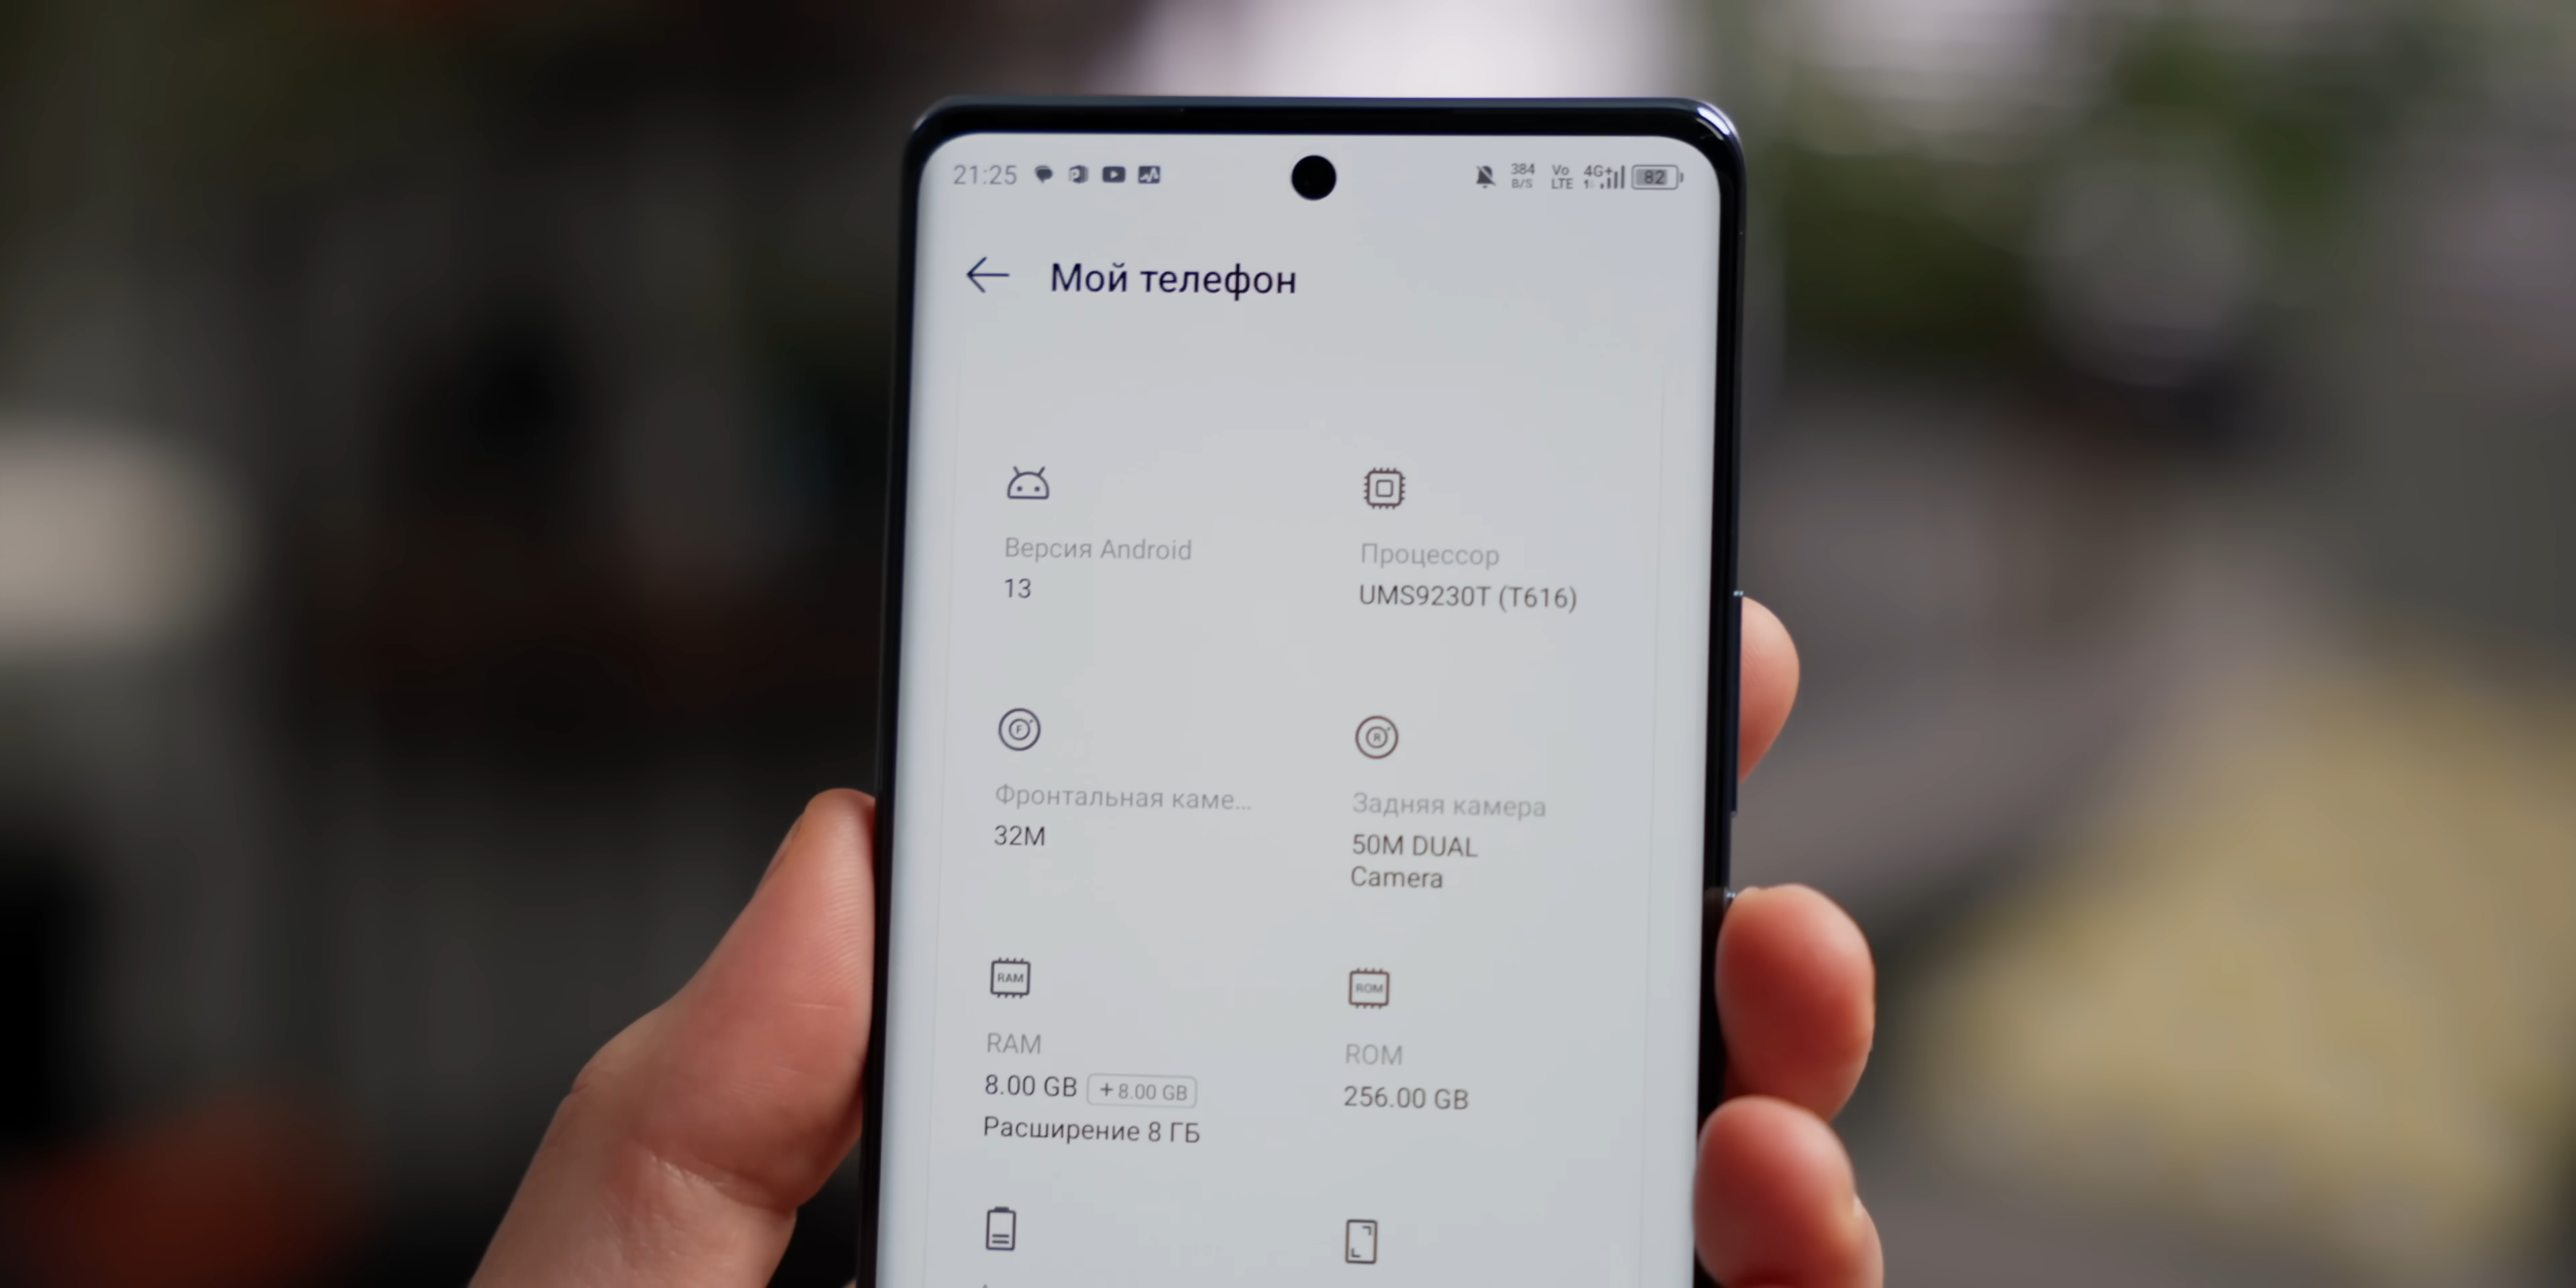 21:25
384 B/S Vo LTE 4G+ 82
Мой телефон
Версия Android
13
Процессор
UMS9230T (T616)
Фронтальная каме...
32M
Задняя камера
50M DUAL
Camera
RAM
RAM
8.00 GB +8.00 GB
Расширение 8 ГБ
ROM
ROM
256.00 GB